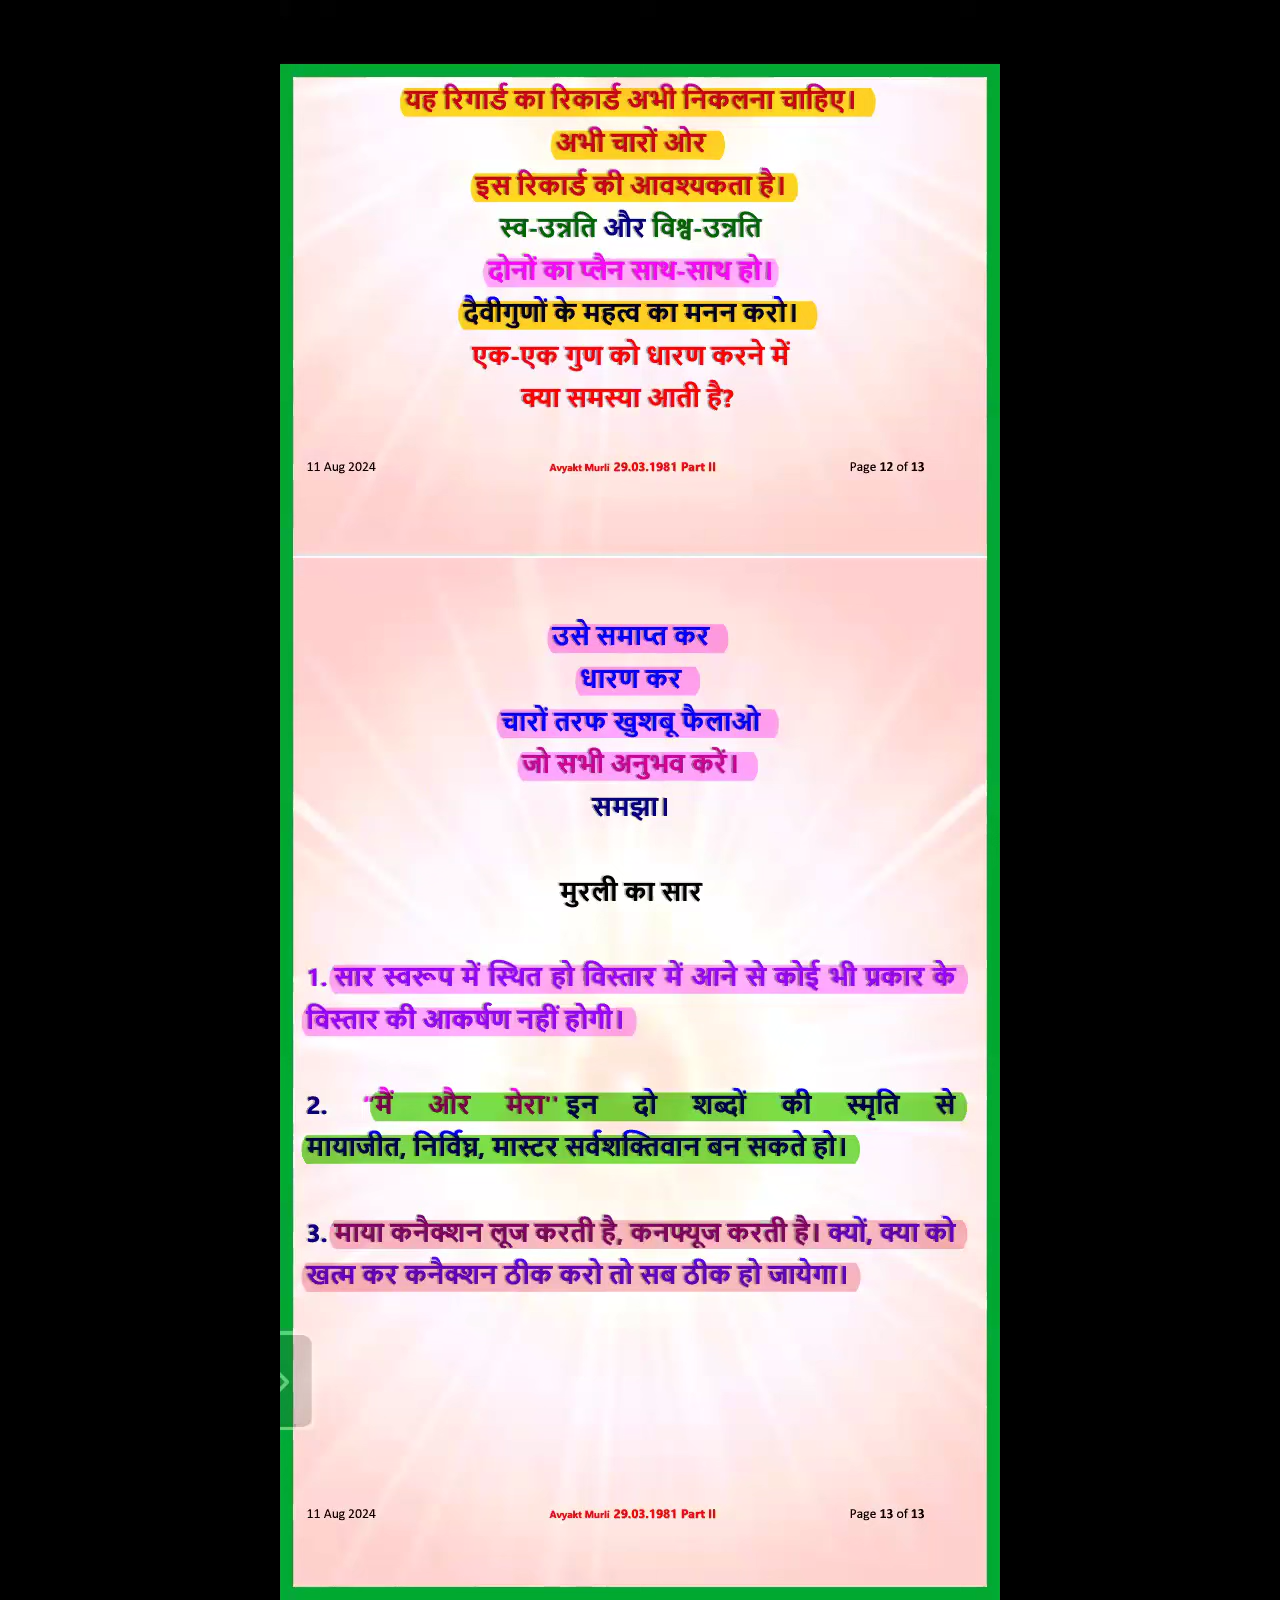 यह रिगार्ड का रिकार्ड अभी निकलना चाहिए।
अभी चारों ओर
इस रिकार्ड की आवश्यकता है।
स्व-उन्नति और विश्व-उन्नति
दोनों का प्लैन साथ-साथ हो।
दैवीगुणों के महत्व का मनन करो।
एक-एक गुण को धारण करने में
क्या समस्या आती है?
11 Aug 2024 Avyakt Murli 29.03.1981 Part II Page 12 of 13
उसे समाप्त कर
धारण कर
चारों तरफ खुशबू फैलाओ
जो सभी अनुभव करें।
समझा।
मुरली का सार
1. सार स्वरूप में स्थित हो विस्तार में आने से कोई भी प्रकार के
विस्तार की आकर्षण नहीं होगी।
2. "मैं और मेरा'' इन दो शब्दों की स्मृति से
मायाजीत, निर्विघ्न, मास्टर सर्वशक्तिवान बन सकते हो।
3. माया कनैक्शन लूज करती है, कनफ्यूज करती है। क्यों, क्या को
खत्म कर कनैक्शन ठीक करो तो सब ठीक हो जायेगा।
11 Aug 2024 Avyakt Murli 29.03.1981 Part II Page 13 of 13